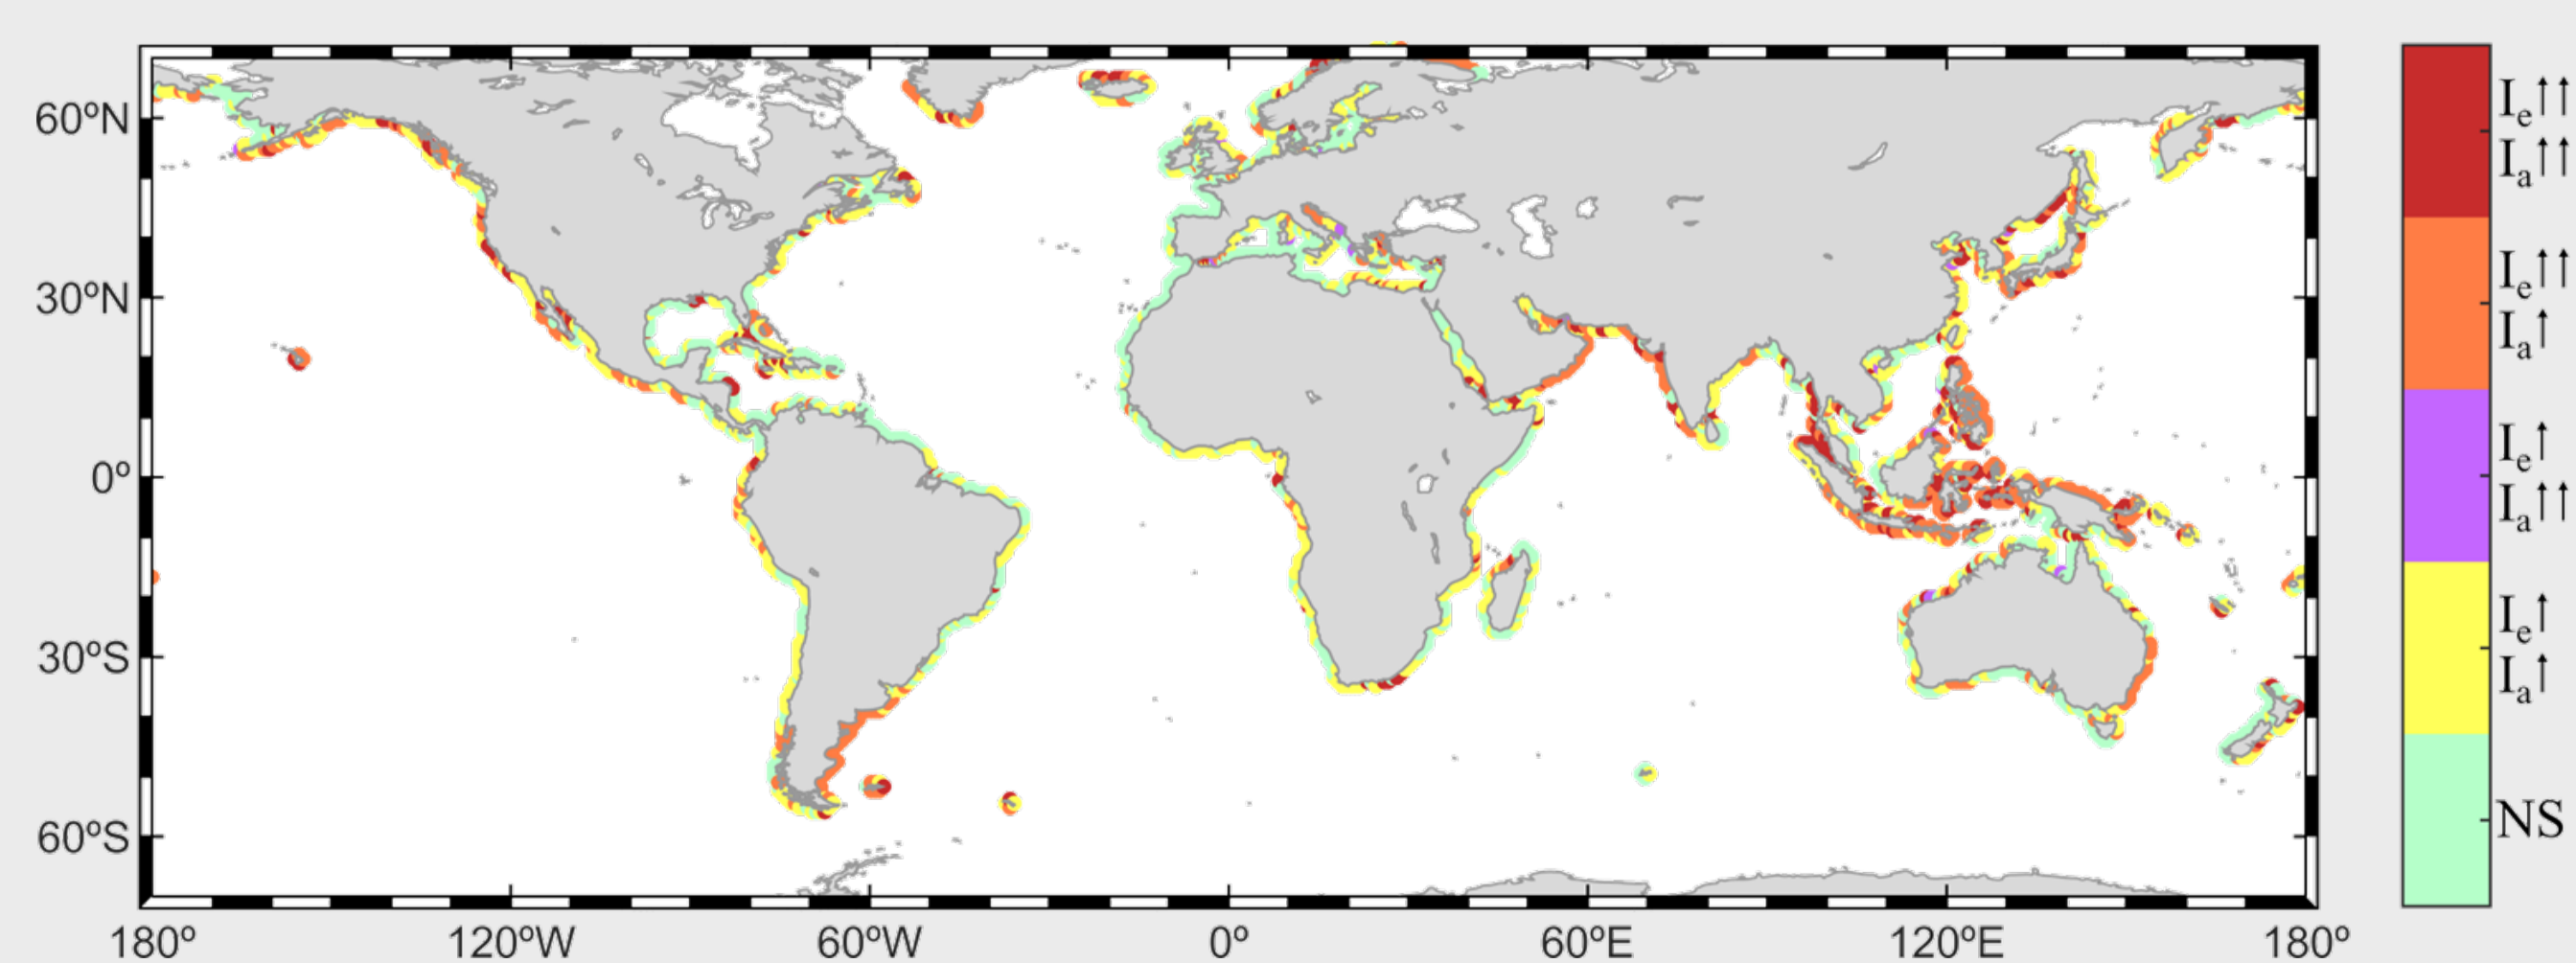 60ºN
30ºN
0º
30ºS
60ºS
180º 120ºW 60ºW 0º 60ºE 120ºE 180º
Ie↑↑
Ia↑↑
Ie↑↑
Ia↑
Ie↑
Ia↑↑
Ie↑
Ia↑
NS